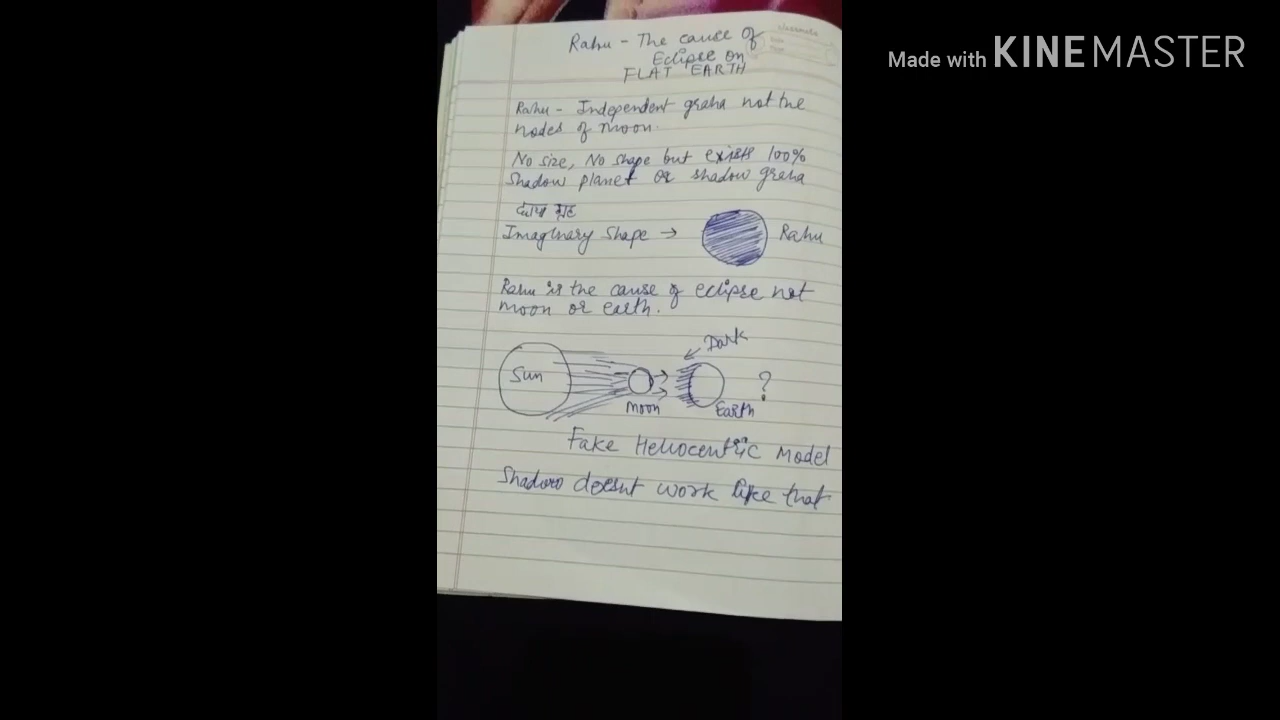 Made with KINEMASTER
Rahu - The cause of
Eclipse on
FLAT EARTH
Rahu - Independent graha not the
nodes of moon.
No size, No shape but exists 100%
Shadow planet or shadow graha
छाया ग्रह
Imaginary Shape → Rahu
Rahu is the cause of eclipse not
moon or earth.
Dark
Sun
?
Moon
Earth
Fake Heliocentric Model
Shadow doesnt work like that